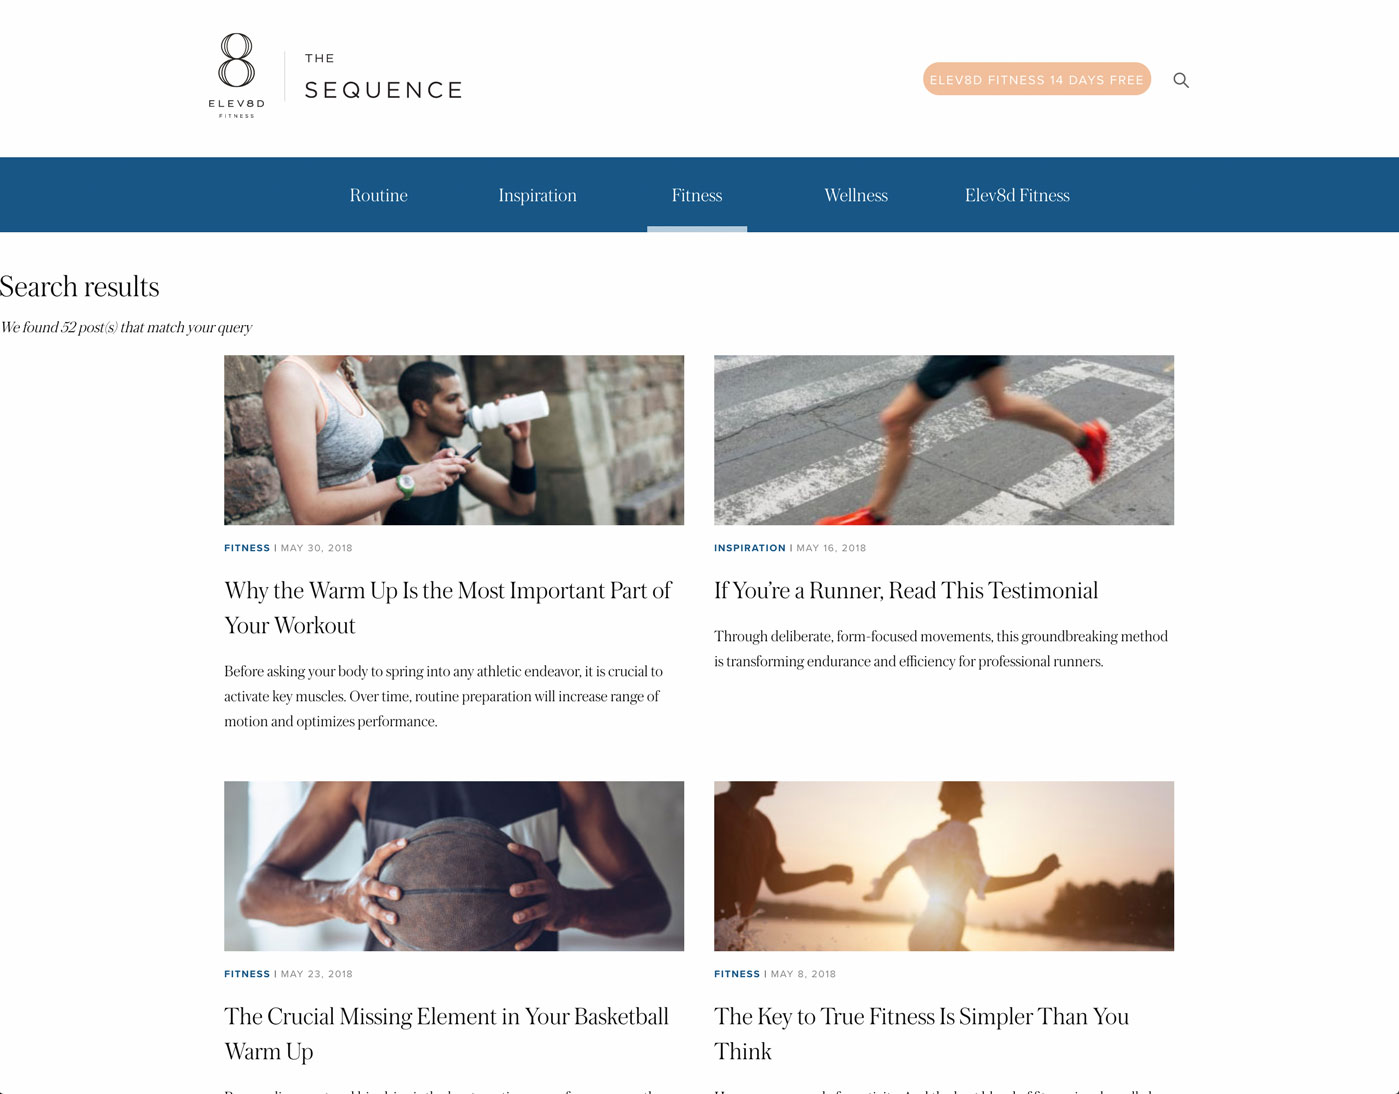 ELEV8D
FITNESS
THE
SEQUENCE
ELEV8D FITNESS 14 DAYS FREE
Routine Inspiration Fitness Wellness Elev8d Fitness
Search results
We found 52 post(s) that match your query
FITNESS | MAY 30, 2018
Why the Warm Up Is the Most Important Part of
Your Workout
Before asking your body to spring into any athletic endeavor, it is crucial to
activate key muscles. Over time, routine preparation will increase range of
motion and optimizes performance.
INSPIRATION | MAY 16, 2018
If You're a Runner, Read This Testimonial
Through deliberate, form-focused movements, this groundbreaking method
is transforming endurance and efficiency for professional runners.
FITNESS | MAY 23, 2018
The Crucial Missing Element in Your Basketball
Warm Up
FITNESS | MAY 8, 2018
The Key to True Fitness Is Simpler Than You
Think